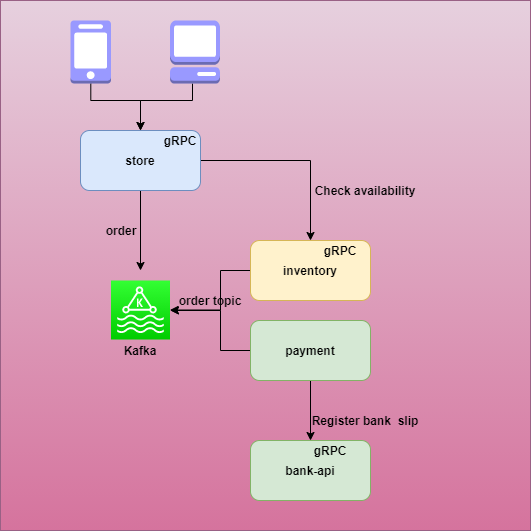 gRPC
store
Check availability
order
gRPC
inventory
order topic
K
Kafka
payment
Register bank slip
gRPC
bank-api